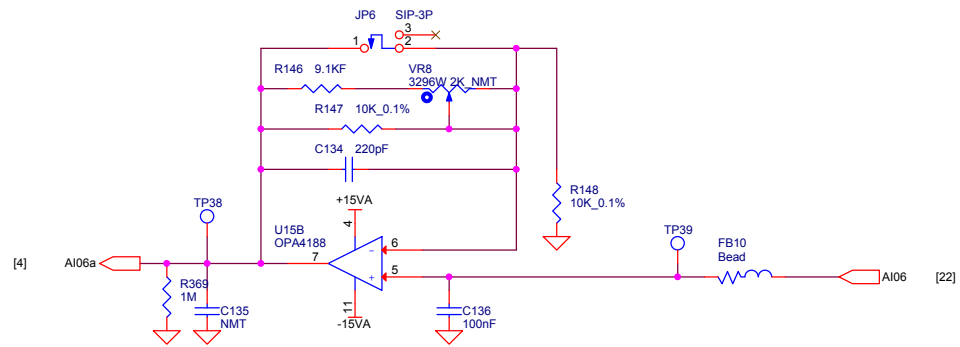 JP6 SIP-3P
3
1 2
R146 9.1KF VR8
3296W 2K_NMT
R147 10K_0.1%
C134 220pF
R148
10K_0.1%
+15VA
TP38
4
U15B
OPA4188
TP39
FB10
Bead
6
7
5
[4] AI06a
AI06 [22]
R369
1M
C135
NMT
11
-15VA
C136
100nF